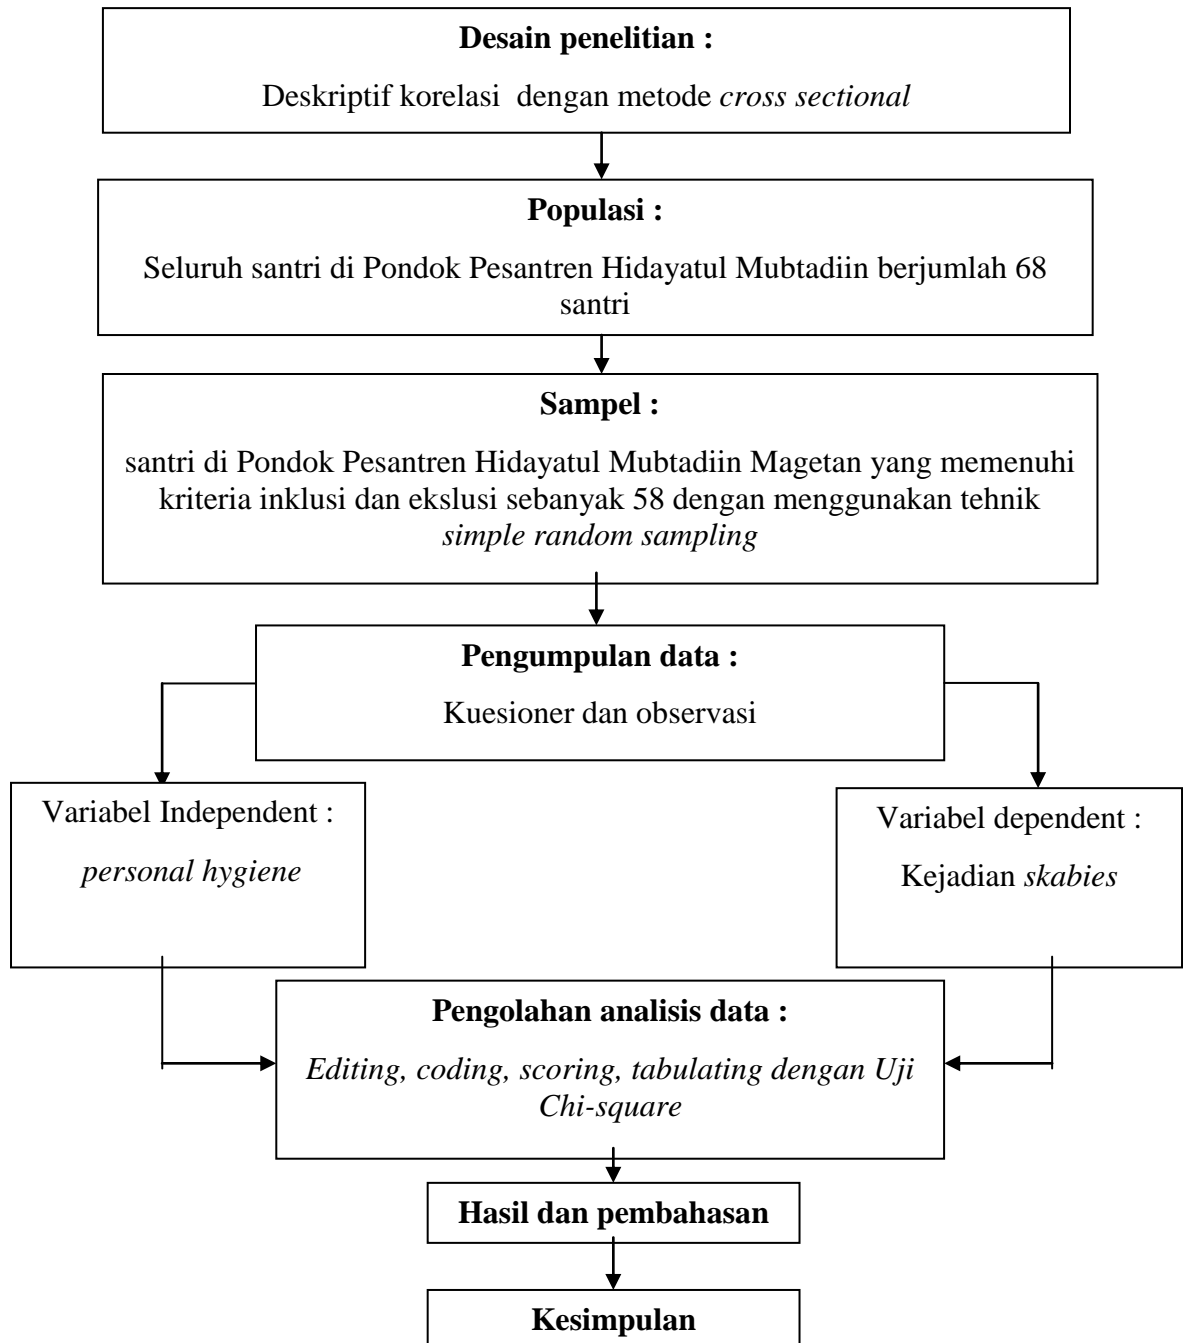 Desain penelitian :
Deskriptif korelasi dengan metode cross sectional
Populasi :
Seluruh santri di Pondok Pesantren Hidayatul Mubtadiin berjumlah 68
santri
Sampel :
santri di Pondok Pesantren Hidayatul Mubtadiin Magetan yang memenuhi
kriteria inklusi dan ekslusi sebanyak 58 dengan menggunakan tehnik
simple random sampling
Pengumpulan data :
Kuesioner dan observasi
Variabel Independent :
personal hygiene
Variabel dependent :
Kejadian skabies
Pengolahan analisis data :
Editing, coding, scoring, tabulating dengan Uji
Chi-square
Hasil dan pembahasan
Kesimpulan